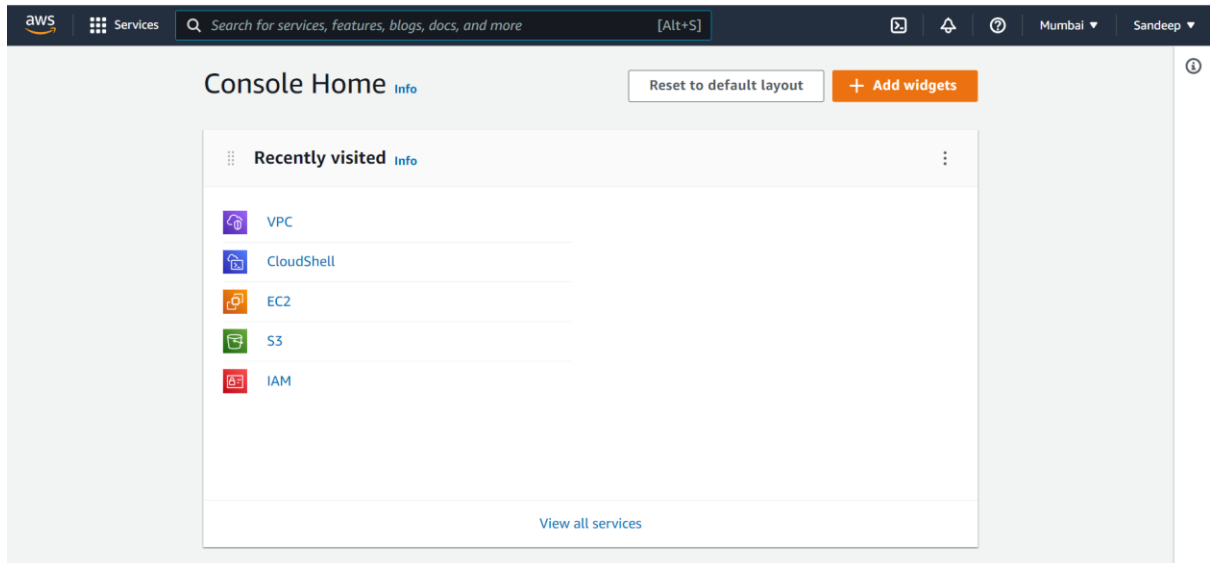 aws Services Search for services, features, blogs, docs, and more [Alt+S] Mumbai ▼ Sandeep ▼
Console Home Info Reset to default layout + Add widgets
Recently visited Info
VPC
CloudShell
EC2
S3
IAM
View all services